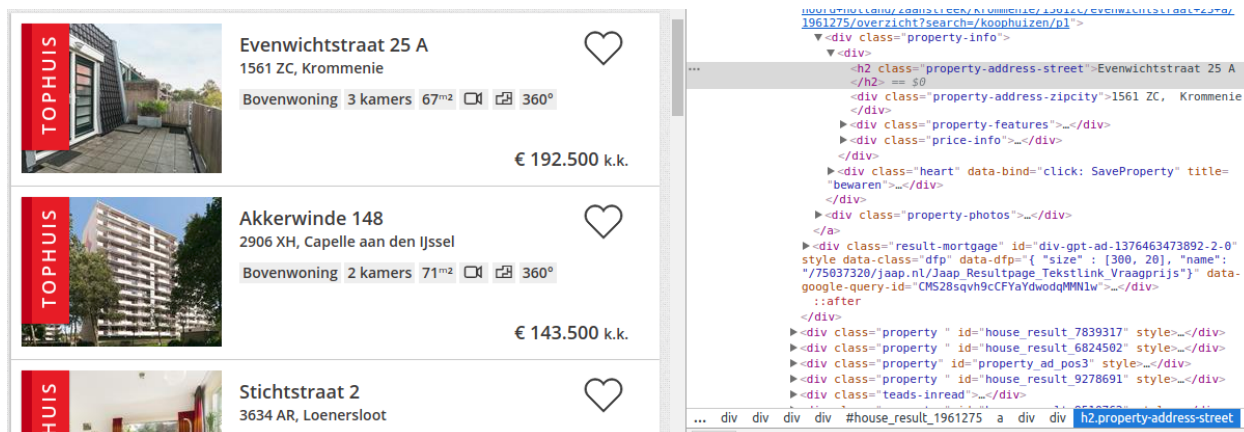 TOPHUIS
Evenwichtstraat 25 A
1561 ZC, Krommenie
Bovenwoning 3 kamers 67m2 360°
€ 192.500 k.k.
TOPHUIS
Akkerwinde 148
2906 XH, Capelle aan den IJssel
Bovenwoning 2 kamers 71m2 360°
€ 143.500 k.k.
HUIS
Stichtstraat 2
3634 AR, Loenersloot
1961275/overzicht?search=/koophuizen/p1">
▼<div class="property-info">
▼<div>
... <h2 class="property-address-street">Evenwichtstraat 25 A
</h2> == $0
<div class="property-address-zipcity">1561 ZC,  Krommenie
</div>
▶<div class="property-features">…</div>
▶<div class="price-info">…</div>
</div>
▶<div class="heart" data-bind="click: SaveProperty" title=
"bewaren">…</div>
</div>
▶<div class="property-photos">…</div>
</a>
▶<div class="result-mortgage" id="div-gpt-ad-1376463473892-2-0"
style data-class="dfp" data-dfp="{ "size" : [300, 20], "name":
"/75037320/jaap.nl/Jaap_Resultpage_Tekstlink_Vraagprijs"}" data-
google-query-id="CMS28sqvh9cCFYaYdwodqMMN1w">…</div>
::after
</div>
▶<div class="property " id="house_result_7839317" style>…</div>
▶<div class="property " id="house_result_6824502" style>…</div>
▶<div class="property" id="property_ad_pos3" style>…</div>
▶<div class="property " id="house_result_9278691" style>…</div>
▶<div class="teads-inread">…</div>
... div div div div #house_result_1961275 a div div h2.property-address-street